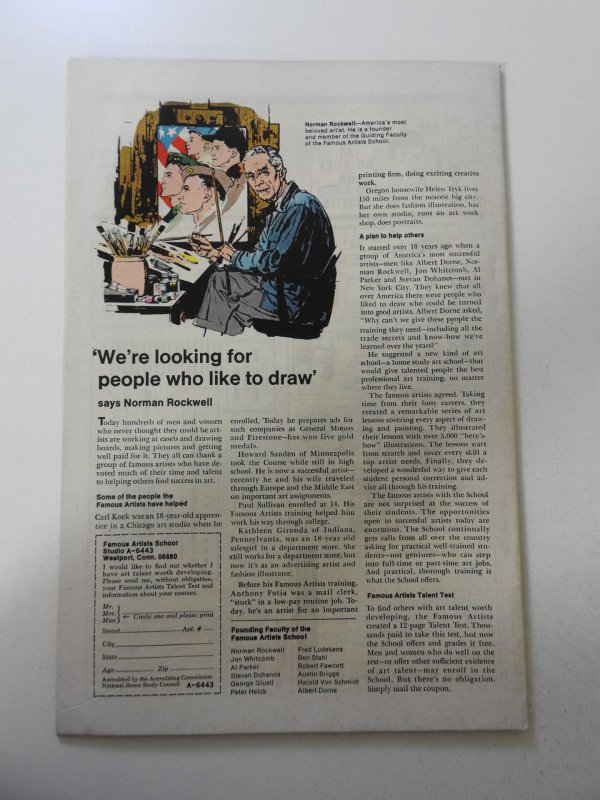 Norman Rockwell—America's most
beloved artist. He is a founder
and member of the Guiding Faculty
of the Famous Artists School.
'We're looking for
people who like to draw'
says Norman Rockwell
Today hundreds of men and women
who never thought they could be art-
ists are working at easels and drawing
boards, making pictures and getting
well paid for it. They all can thank a
group of famous artists who have de-
voted much of their time and talent
to helping others find success in art.
Some of the people the
Famous Artists have helped
Carl Kock was an 18-year-old appren-
tice in a Chicago art studio when he
Famous Artists School
Studio A-6443
Westport, Conn. 06880
I would like to find out whether I
have art talent worth developing.
Please send me, without obligation,
your Famous Artists Talent Test and
information about your courses.
Mr.
Mrs.
Miss
← Circle one and please print
Street Apt. #
City
State
Age Zip
Accredited by the Accrediting Commission
National Home Study Council A-6443
enrolled. Today he prepares ads for
such companies as General Motors
and Firestone—has won five gold
medals.
Howard Sanden of Minneapolis
took the Course while still in high
school. He is now a successful artist—
recently he and his wife traveled
through Europe and the Middle East
on important art assignments.
Paul Sullivan enrolled at 14. His
Famous Artists training helped him
work his way through college.
Kathleen Gironda of Indiana,
Pennsylvania, was an 18-year-old
salesgirl in a department store. She
still works for a department store, but
now it's as an advertising artist and
fashion illustrator.
Before his Famous Artists training,
Anthony Fotia was a mail clerk,
"stuck" in a low-pay routine job. To-
day, he's an artist for an important
Founding Faculty of the
Famous Artists School
Norman Rockwell
Jon Whitcomb
Al Parker
Stevan Dohanos
George Giusti
Peter Helck
Fred Ludekens
Ben Stahl
Robert Fawcett
Austin Briggs
Harold Von Schmidt
Albert Dorne
printing firm, doing exciting creative
work.
Oregon housewife Helen Tryk lives
150 miles from the nearest big city.
But she does fashion illustration, has
her own studio, runs an art work
shop, does portraits.
A plan to help others
It started over 18 years ago when a
group of America's most successful
artists—men like Albert Dorne, Nor-
man Rockwell, Jon Whitcomb, Al
Parker and Stevan Dohanos—met in
New York City. They knew that all
over America there were people who
liked to draw who could be turned
into good artists. Albert Dorne asked,
"Why can't we give these people the
training they need—including all the
trade secrets and know-how we've
learned over the years?"
He suggested a new kind of art
school—a home study art school—that
would give talented people the best
professional art training, no matter
where they live.
The famous artists agreed. Taking
time from their busy careers, they
created a remarkable series of art
lessons covering every aspect of draw-
ing and painting. They illustrated
their lessons with over 5,000 "here's-
how" illustrations. The lessons start
from scratch and cover every skill a
top artist needs. Finally, they de-
veloped a wonderful way to give each
student personal correction and ad-
vice all through his training.
The famous artists with the School
are not surprised at the success of
their students. The opportunities
open to successful artists today are
enormous. The School continually
gets calls from all over the country
asking for practical well-trained stu-
dents—not geniuses—who can step
into full-time or part-time art jobs.
And practical, thorough training is
what the School offers.
Famous Artists Talent Test
To find others with art talent worth
developing, the Famous Artists
created a 12-page Talent Test. Thou-
sands paid to take this test, but now
the School offers and grades it free.
Men and women who do well on the
test—or offer other sufficient evidence
of art talent—may enroll in the
School. But there's no obligation.
Simply mail the coupon.